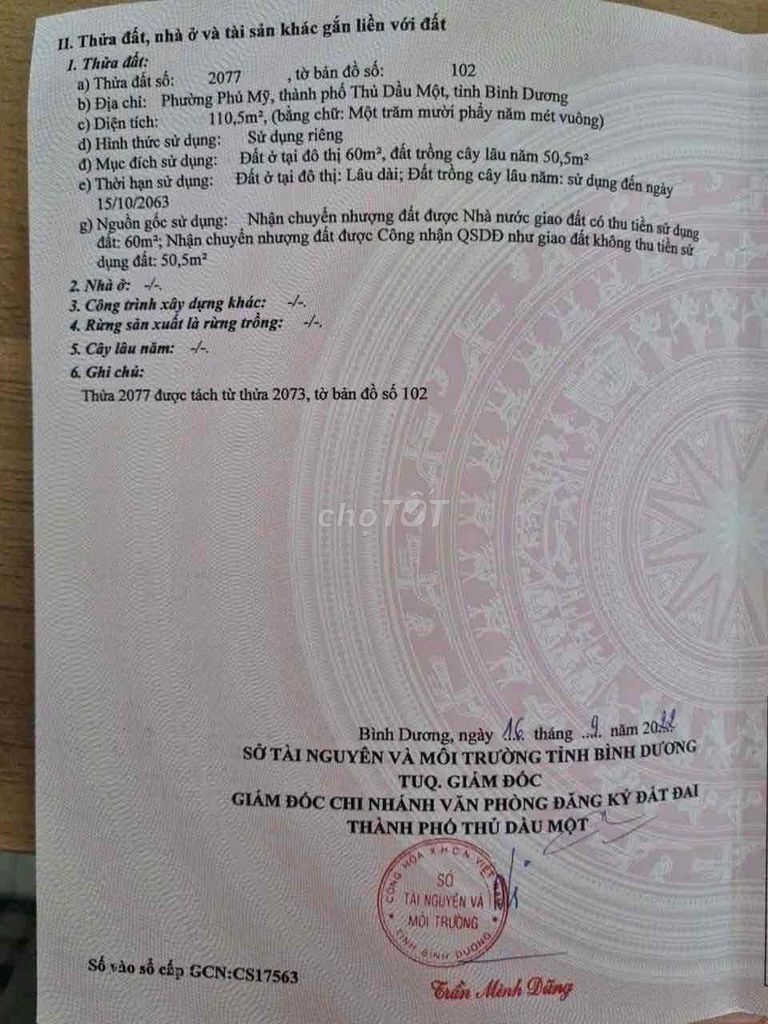 II. Thửa đất, nhà ở và tài sản khác gắn liền với đất
1. Thửa đất:
a) Thửa đất số: 2077 , tờ bản đồ số: 102
b) Địa chỉ: Phường Phú Mỹ, thành phố Thủ Dầu Một, tỉnh Bình Dương
c) Diện tích: 110,5m², (bằng chữ: Một trăm mười phẩy năm mét vuông)
d) Hình thức sử dụng: Sử dụng riêng
đ) Mục đích sử dụng: Đất ở tại đô thị 60m², đất trồng cây lâu năm 50,5m²
e) Thời hạn sử dụng: Đất ở tại đô thị: Lâu dài; Đất trồng cây lâu năm: sử dụng đến ngày
15/10/2063
g) Nguồn gốc sử dụng: Nhận chuyển nhượng đất được Nhà nước giao đất có thu tiền sử dụng
đất: 60m²; Nhận chuyển nhượng đất được Công nhận QSDĐ như giao đất không thu tiền sử
dụng đất: 50,5m²
2. Nhà ở: -/-.
3. Công trình xây dựng khác: -/-.
4. Rừng sản xuất là rừng trồng: -/-.
5. Cây lâu năm: -/-.
6. Ghi chú:
Thửa 2077 được tách từ thửa 2073, tờ bản đồ số 102
chợTỐT
Bình Dương, ngày 16 tháng 9 năm 2022
SỞ TÀI NGUYÊN VÀ MÔI TRƯỜNG TỈNH BÌNH DƯƠNG
TUQ. GIÁM ĐỐC
GIÁM ĐỐC CHI NHÁNH VĂN PHÒNG ĐĂNG KÝ ĐẤT ĐAI
THÀNH PHỐ THỦ DẦU MỘT
CỘNG HÒA X.H.C.N VIỆT
SỞ
TÀI NGUYÊN VÀ
MÔI TRƯỜNG
TỈNH BÌNH DƯƠNG
Số vào sổ cấp GCN:CS17563
Trần Minh Dũng